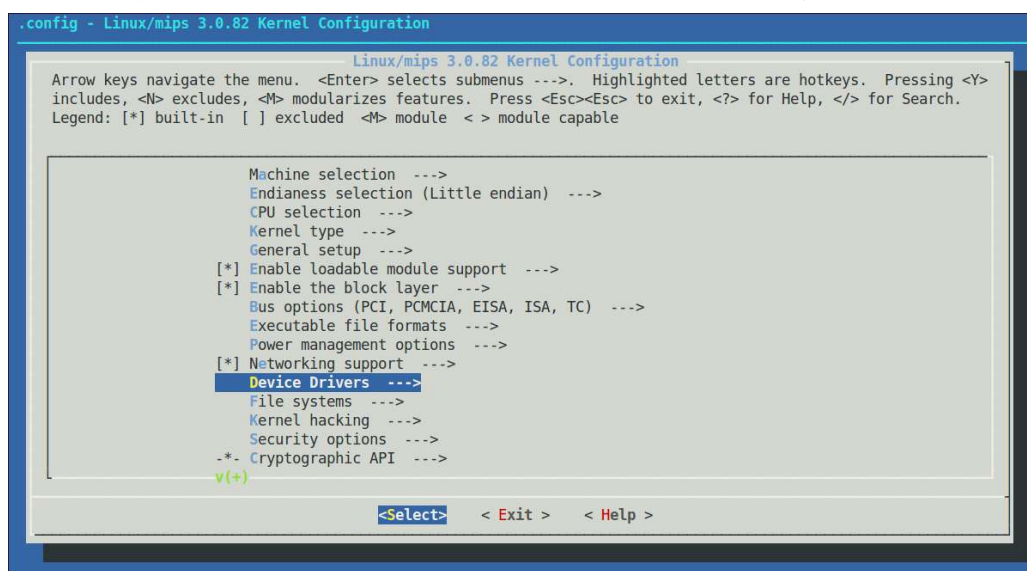 .config - Linux/mips 3.0.82 Kernel Configuration
Linux/mips 3.0.82 Kernel Configuration
Arrow keys navigate the menu.  <Enter> selects submenus --->.  Highlighted letters are hotkeys.  Pressing <Y>
includes, <N> excludes, <M> modularizes features.  Press <Esc><Esc> to exit, <?> for Help, </> for Search.
Legend: [*] built-in  [ ] excluded  <M> module  < > module capable
Machine selection  --->
Endianess selection (Little endian)  --->
CPU selection  --->
Kernel type  --->
General setup  --->
[*] Enable loadable module support  --->
[*] Enable the block layer  --->
Bus options (PCI, PCMCIA, EISA, ISA, TC)  --->
Executable file formats  --->
Power management options  --->
[*] Networking support  --->
Device Drivers  --->
File systems  --->
Kernel hacking  --->
Security options  --->
-*- Cryptographic API  --->
v(+)
<Select>    < Exit >    < Help >